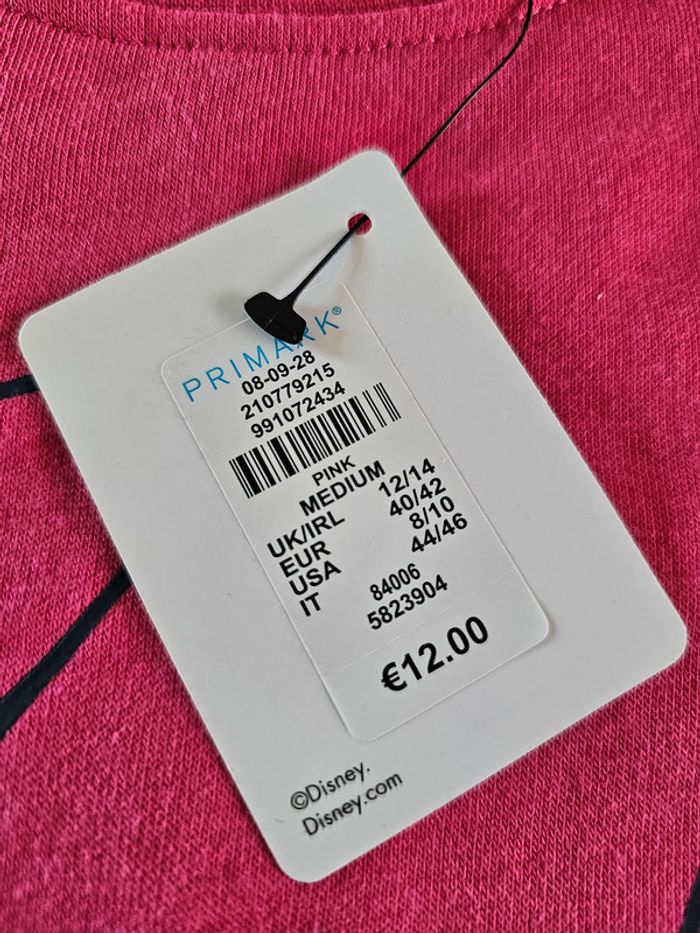 PRIMARK®
08-09-28
210779215
991072434
PINK
MEDIUM
UK/IRL 12/14
EUR 40/42
USA 8/10
IT 44/46
84006
5823904
€12.00
©Disney.
Disney.com